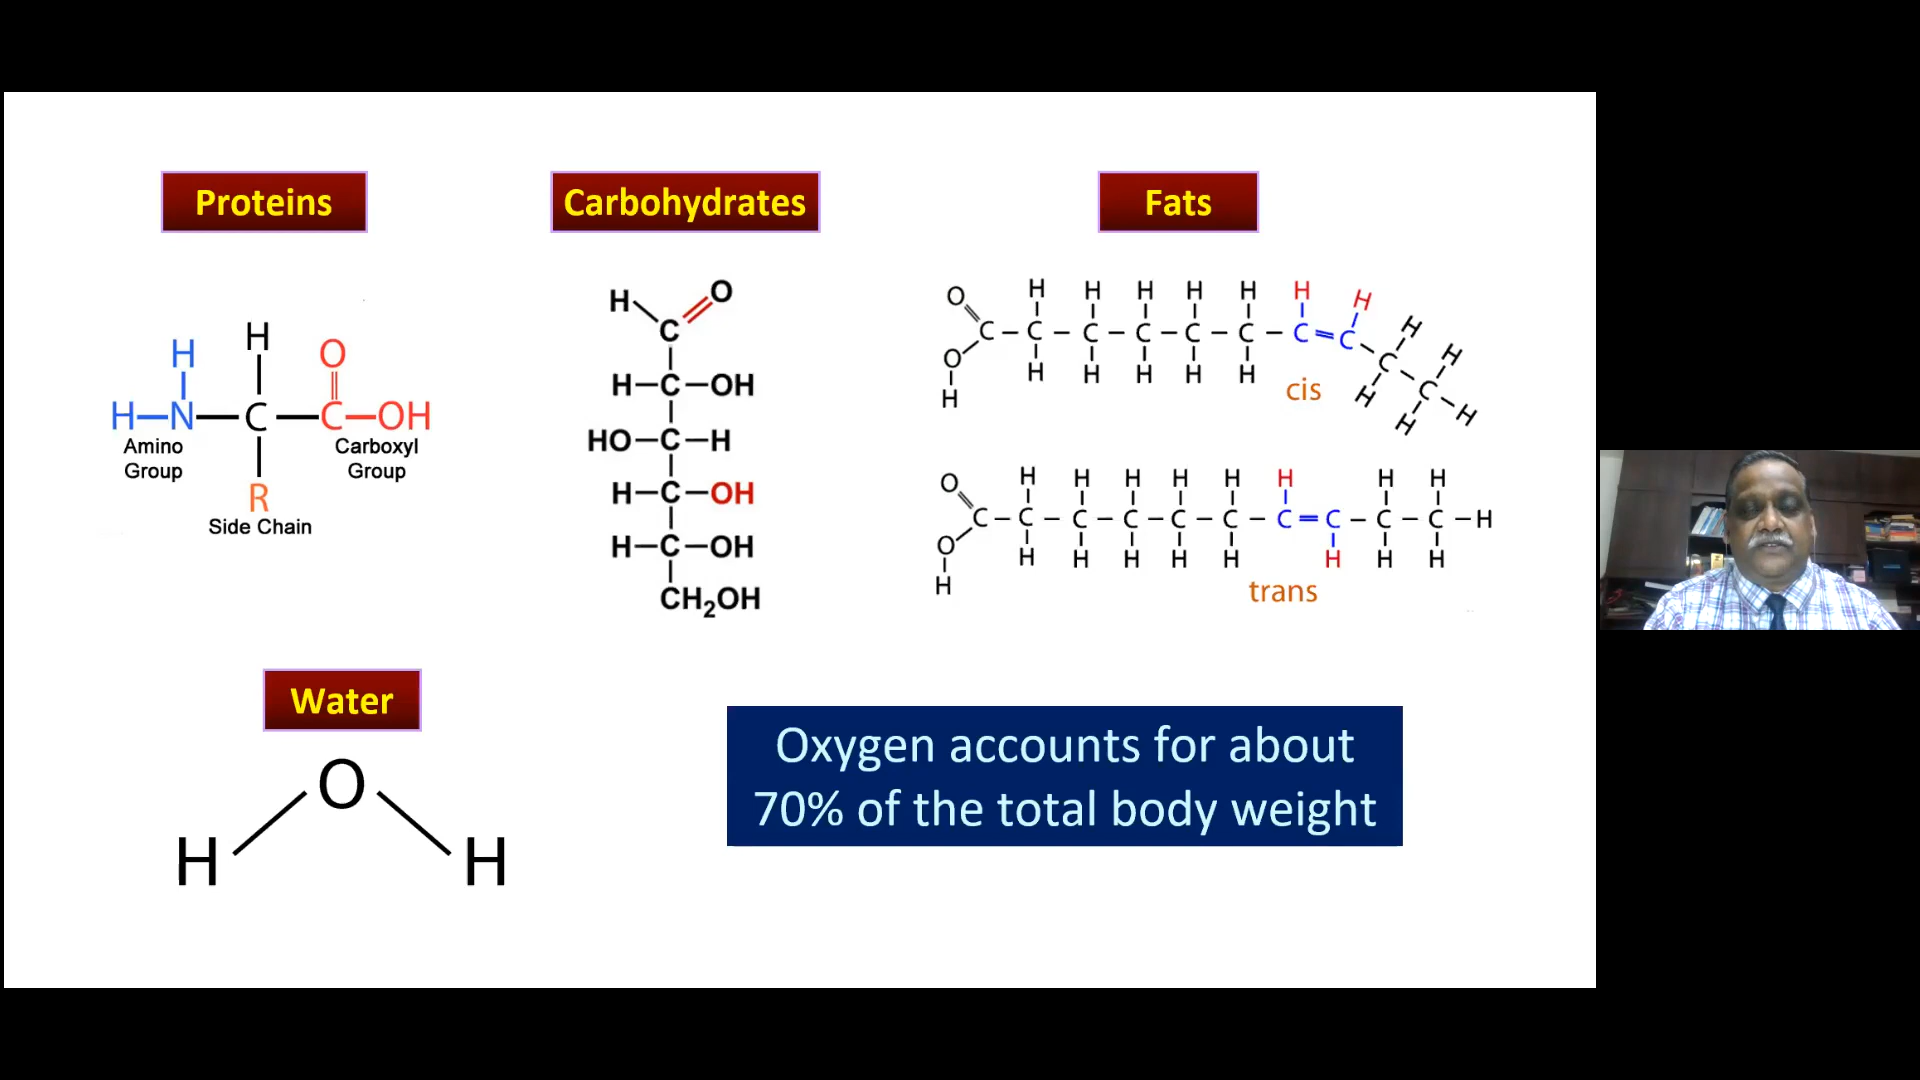 Proteins
Carbohydrates
Fats
H H O
H N C C OH
Amino
Group
Carboxyl
Group
R
Side Chain
H O
C
H C OH
HO C H
H C OH
H C OH
CH₂OH
O H H H H H H H
C C C C C C C C H
O C H
H H H H H H C H
H H
cis
H
O H H H H H H H H
C C C C C C C C C C H
O H H H H H H H H
H
trans
Water
O
H H
Oxygen accounts for about
70% of the total body weight